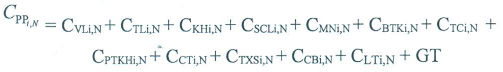 C_{PP_{i,N}} = C_{VLi,N} + C_{TLi,N} + C_{KHi,N} + C_{SCLi,N} + C_{MNi,N} + C_{BTKi,N} + C_{TCi,N} +
C_{PTKHi,N} + C_{CTi,N} + C_{TXSi,N} + C_{CBi,N} + C_{LTi,N} + GT